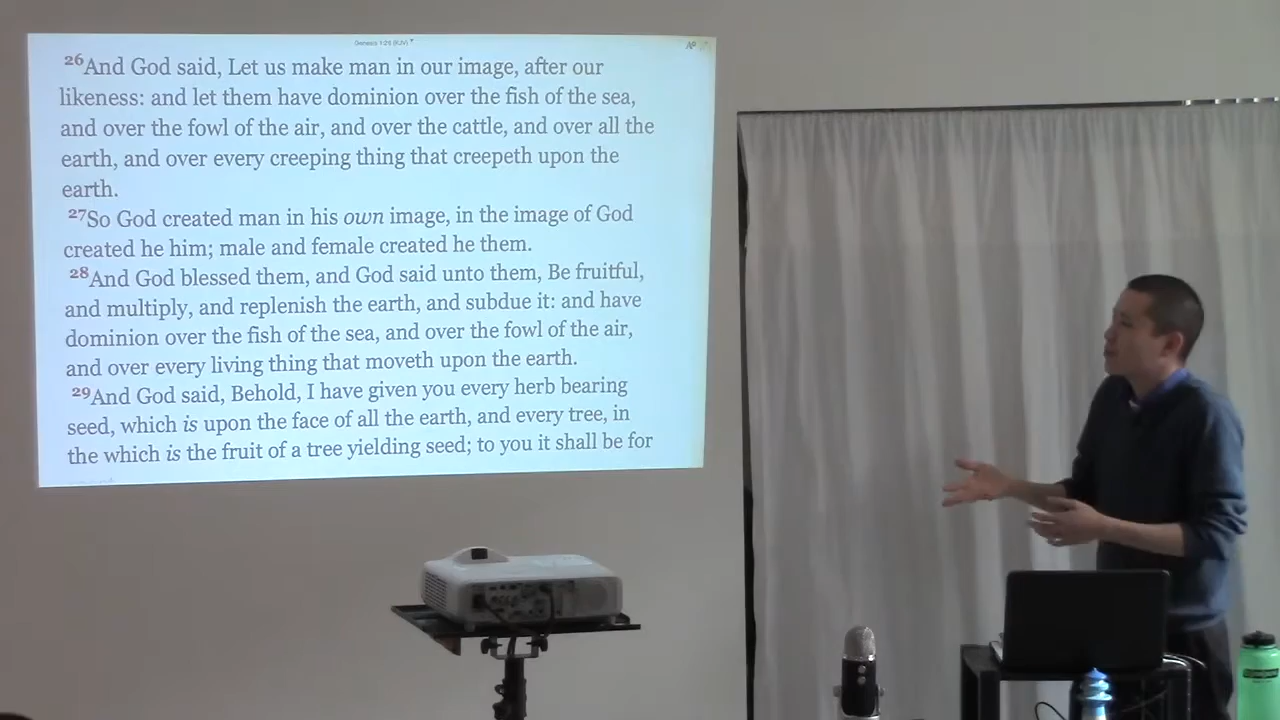 Genesis 1:26 (KJV)
26And God said, Let us make man in our image, after our
likeness: and let them have dominion over the fish of the sea,
and over the fowl of the air, and over the cattle, and over all the
earth, and over every creeping thing that creepeth upon the
earth.
27So God created man in his own image, in the image of God
created he him; male and female created he them.
28And God blessed them, and God said unto them, Be fruitful,
and multiply, and replenish the earth, and subdue it: and have
dominion over the fish of the sea, and over the fowl of the air,
and over every living thing that moveth upon the earth.
29And God said, Behold, I have given you every herb bearing
seed, which is upon the face of all the earth, and every tree, in
the which is the fruit of a tree yielding seed; to you it shall be for